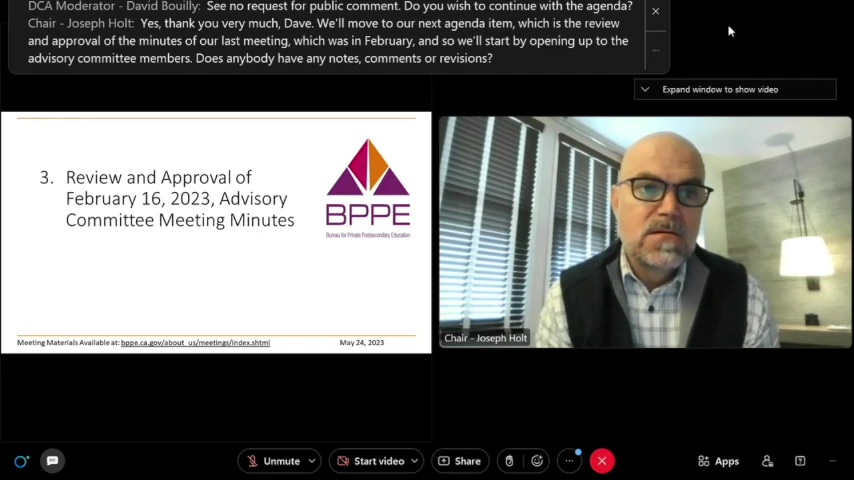 DCA Moderator - David Bouilly: See no request for public comment. Do you wish to continue with the agenda?
Chair - Joseph Holt: Yes, thank you very much, Dave. We'll move to our next agenda item, which is the review
and approval of the minutes of our last meeting, which was in February, and so we'll start by opening up to the
advisory committee members. Does anybody have any notes, comments or revisions?
Expand window to show video
3. Review and Approval of
February 16, 2023, Advisory
Committee Meeting Minutes
BPPE
Bureau for Private Postsecondary Education
Meeting Materials Available at: bppe.ca.gov/about_us/meetings/index.shtml
May 24, 2023
Chair - Joseph Holt
Unmute
Start video
Share
Apps